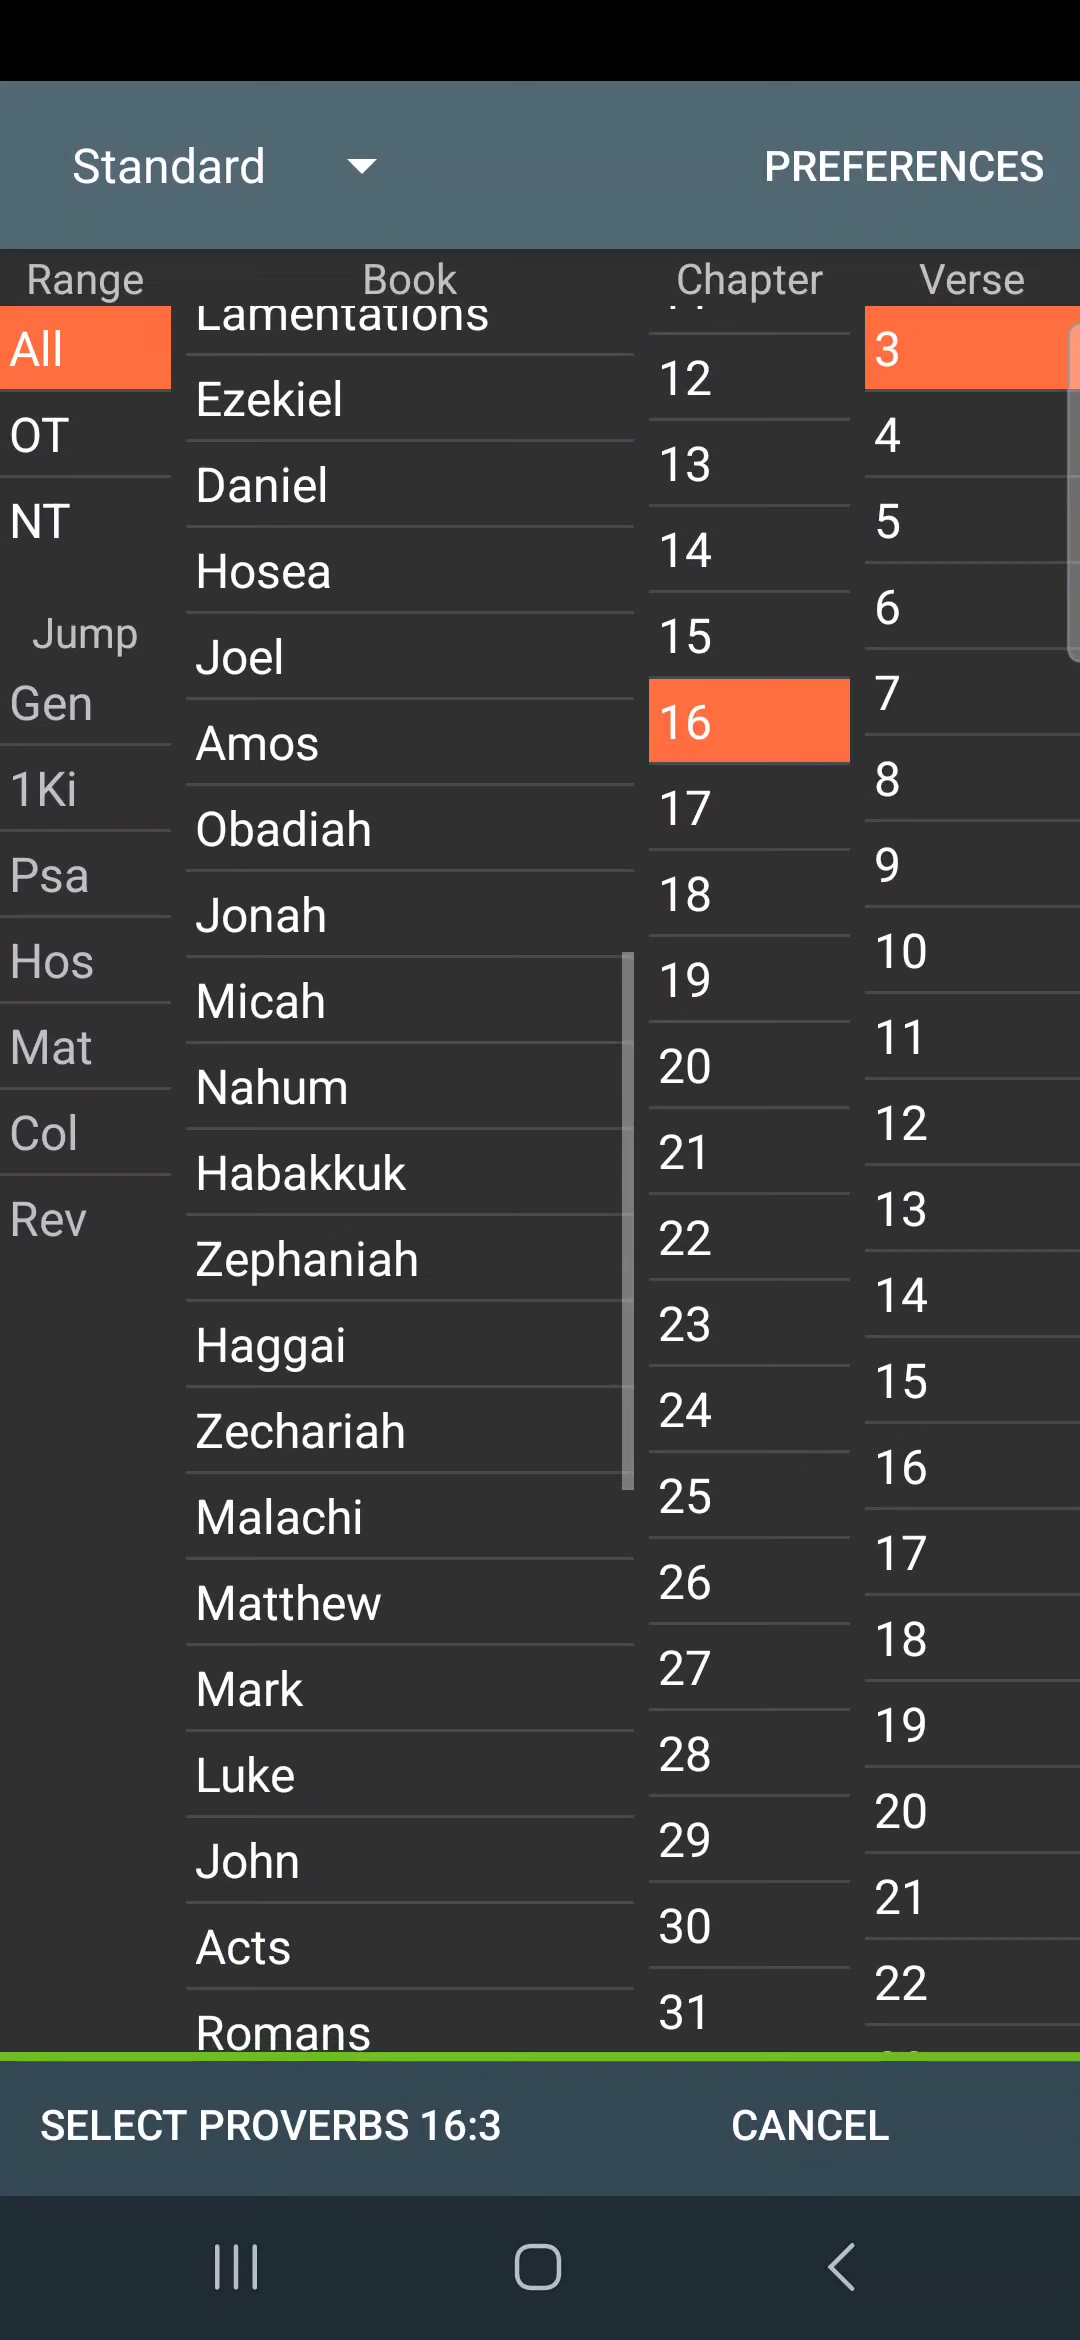 Standard
PREFERENCES
Range
Book
Chapter
Verse
All
OT
NT
Jump
Gen
1Ki
Psa
Hos
Mat
Col
Rev
Lamentations
Ezekiel
Daniel
Hosea
Joel
Amos
Obadiah
Jonah
Micah
Nahum
Habakkuk
Zephaniah
Haggai
Zechariah
Malachi
Matthew
Mark
Luke
John
Acts
Romans
12
13
14
15
16
17
18
19
20
21
22
23
24
25
26
27
28
29
30
31
3
4
5
6
7
8
9
10
11
12
13
14
15
16
17
18
19
20
21
22
SELECT PROVERBS 16:3
CANCEL